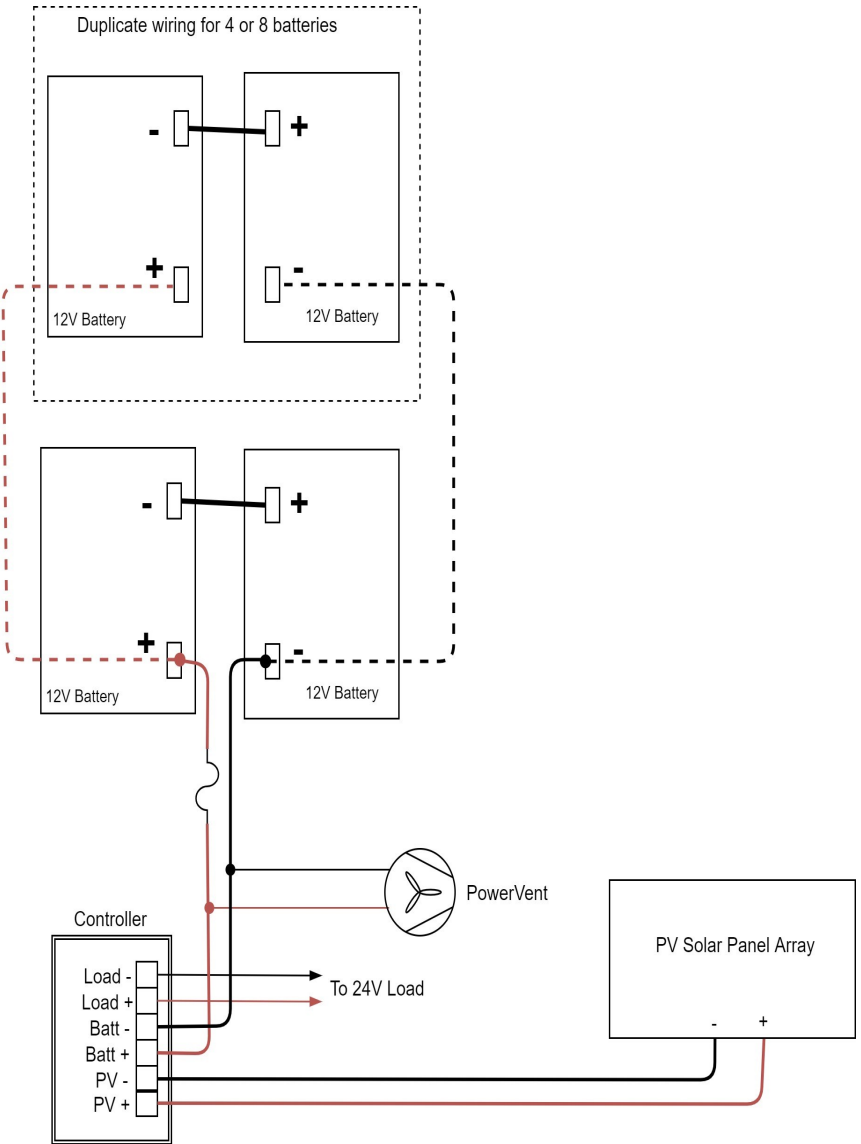 Duplicate wiring for 4 or 8 batteries
- +
+ -
12V Battery 12V Battery
- +
+ -
12V Battery 12V Battery
PowerVent
Controller
PV Solar Panel Array
Load -
To 24V Load
Load +
- +
Batt -
Batt +
PV -
PV +